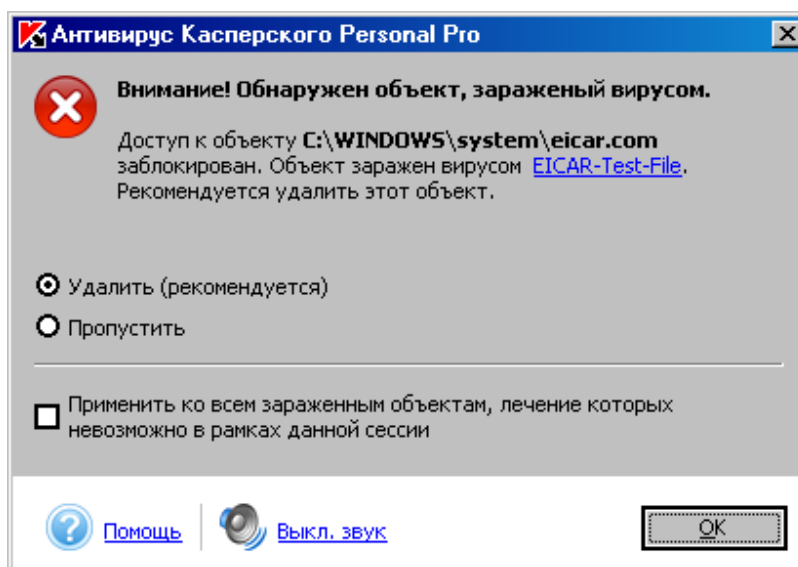 Антивирус Касперского Personal Pro
Внимание! Обнаружен объект, зараженый вирусом.
Доступ к объекту C:\WINDOWS\system\eicar.com
заблокирован. Объект заражен вирусом EICAR-Test-File.
Рекомендуется удалить этот объект.
Удалить (рекомендуется)
Пропустить
Применить ко всем зараженным объектам, лечение которых
невозможно в рамках данной сессии
Помощь Выкл. звук OK